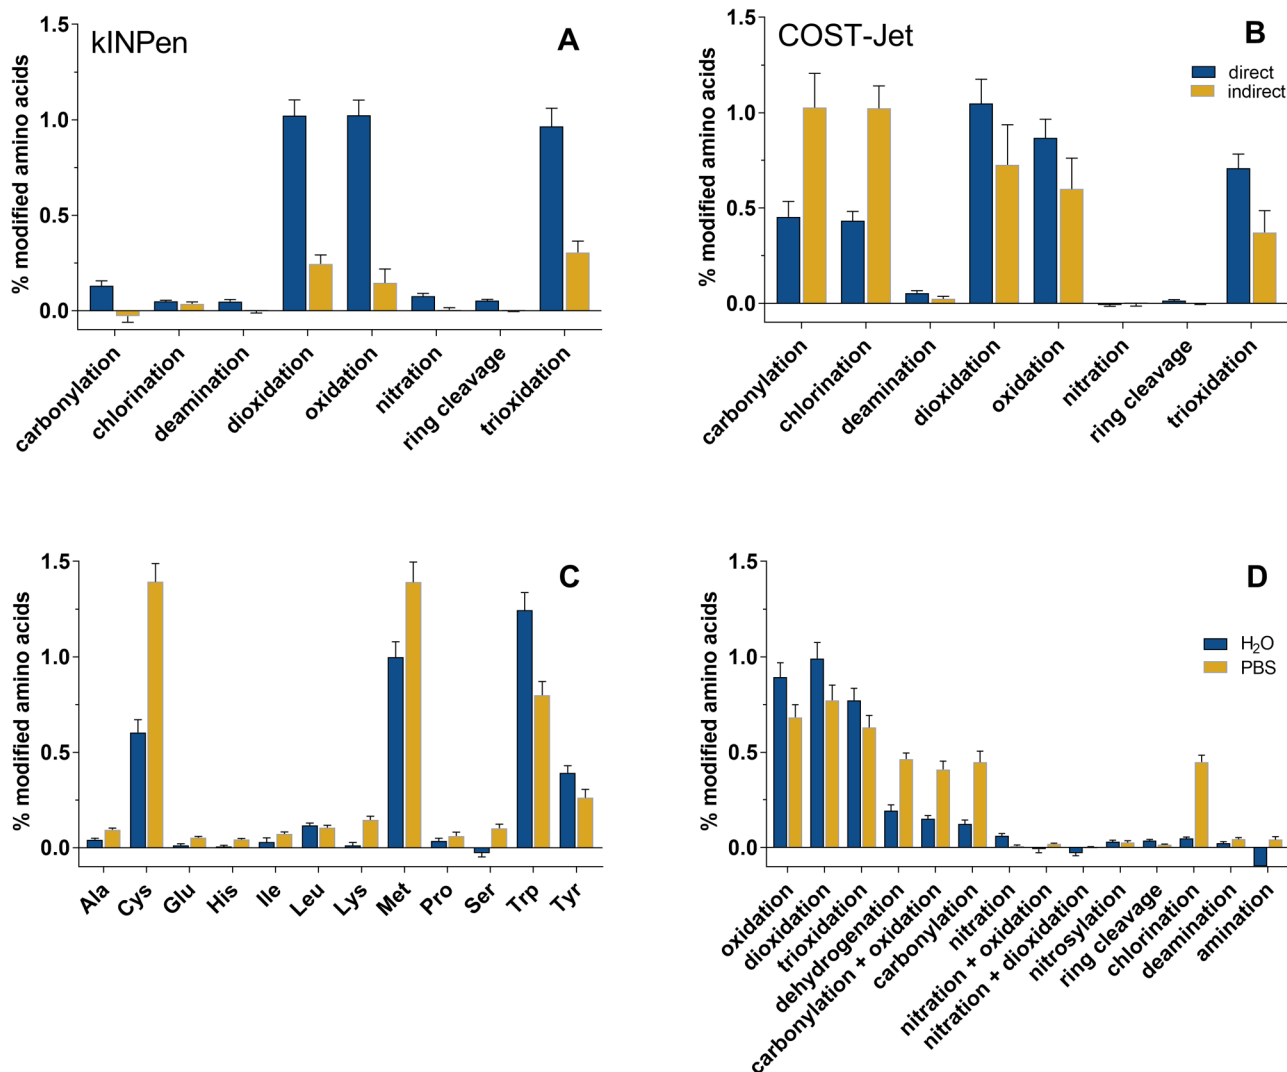 kINPen
A
% modified amino acids
1.5
1.0
0.5
0.0
carbonylation
chlorination
deamination
dioxidation
oxidation
nitration
ring cleavage
trioxidation
COST-Jet
B
direct
indirect
% modified amino acids
1.5
1.0
0.5
0.0
carbonylation
chlorination
deamination
dioxidation
oxidation
nitration
ring cleavage
trioxidation
C
% modified amino acids
1.5
1.0
0.5
0.0
Ala
Cys
Glu
His
Ile
Leu
Lys
Met
Pro
Ser
Trp
Tyr
D
H₂O
PBS
% modified amino acids
1.5
1.0
0.5
0.0
oxidation
dioxidation
trioxidation
dehydrogenation
carbonylation + oxidation
carbonylation
nitration
nitration + oxidation
nitration + dioxidation
nitrosylation
ring cleavage
chlorination
deamination
amination